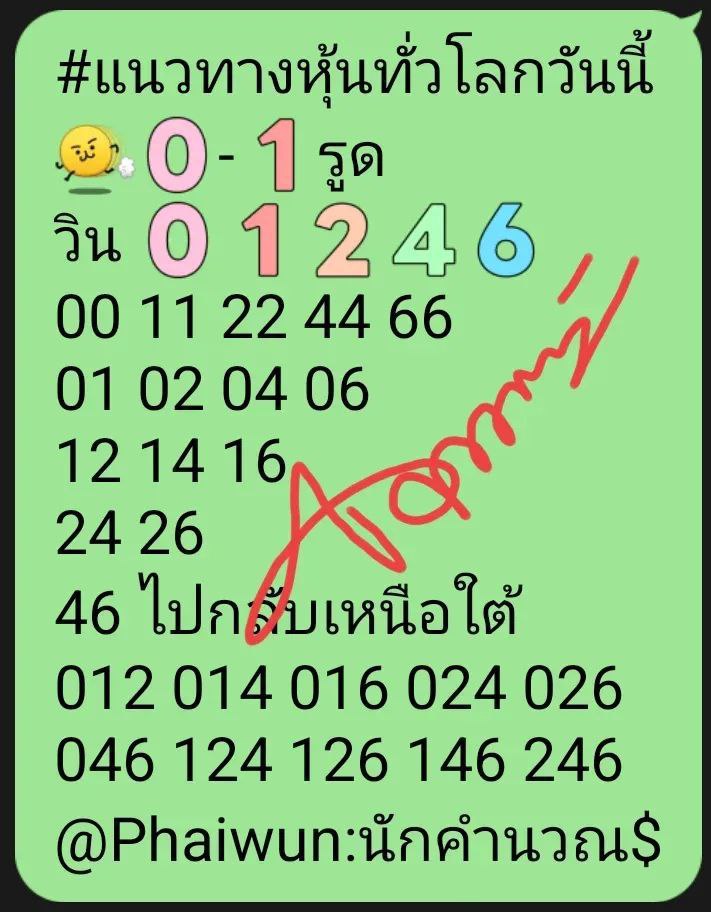 #แนวทางหุ้นทั่วโลกวันนี้
0 - 1 รูด
วิน 0 1 2 4 6
00 11 22 44 66
01 02 04 06
12 14 16
24 26
46 ไปกลับเหนือใต้
012 014 016 024 026
046 124 126 146 246
@Phaiwun:นักคำนวณ$